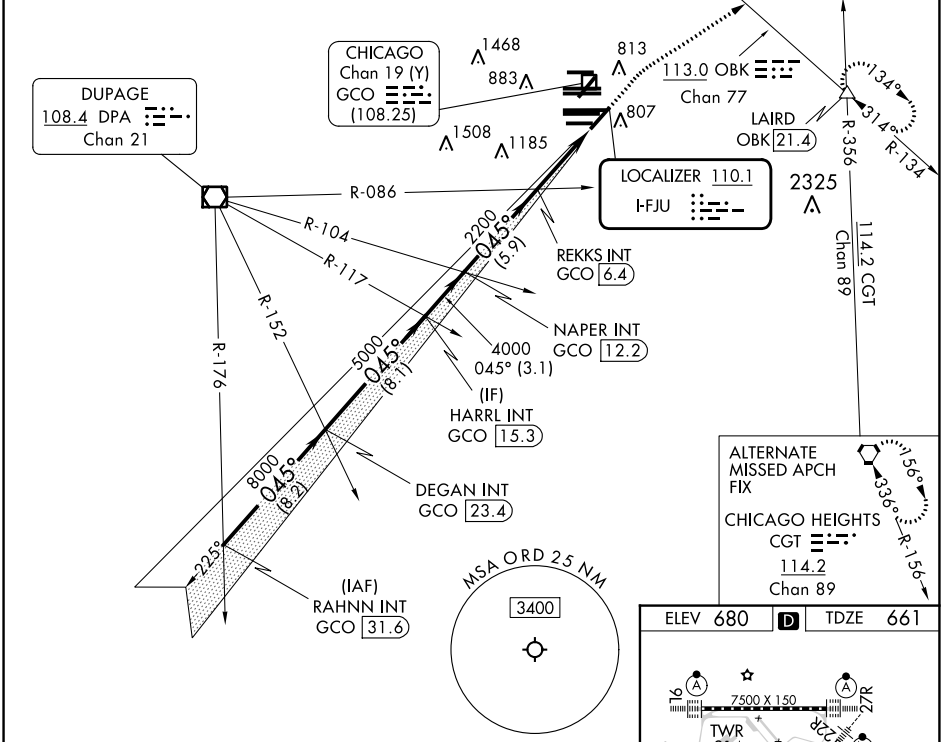 CHICAGO
Chan 19 (Y)
GCO
(108.25)
DUPAGE
108.4 DPA
Chan 21
1468
883
813
807
1508
1185
113.0 OBK
Chan 77
LAIRD
OBK 21.4
134°
314°
R-134
R-356
LOCALIZER 110.1
I-FJU
2325
114.2 CGT
Chan 89
R-086
R-104
R-117
R-152
R-176
2200
045°
(5.9)
REKKS INT
GCO 6.4
NAPER INT
GCO 12.2
4000
045° (3.1)
5000
045°
(8.1)
(IF)
HARRL INT
GCO 15.3
8000
045°
(8.2)
DEGAN INT
GCO 23.4
225°
(IAF)
RAHNN INT
GCO 31.6
MSA ORD 25 NM
3400
ALTERNATE
MISSED APCH
FIX
CHICAGO HEIGHTS
CGT
114.2
Chan 89
156°
336°
R-156
ELEV 680
D
TDZE 661
A
A
9L
7500 X 150
27R
22R
TWR